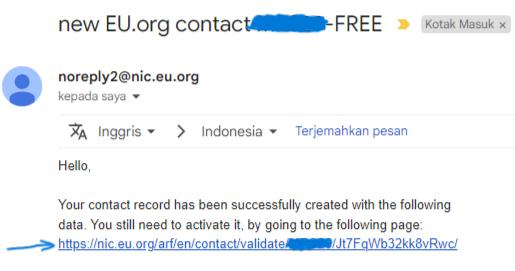 new EU.org contact -FREE Kotak Masuk ×
noreply2@nic.eu.org
kepada saya
Inggris > Indonesia Terjemahkan pesan
Hello,
Your contact record has been successfully created with the following
data. You still need to activate it, by going to the following page:
https://nic.eu.org/arf/en/contact/validate/ /Jt7FqWb32kk8vRwc/